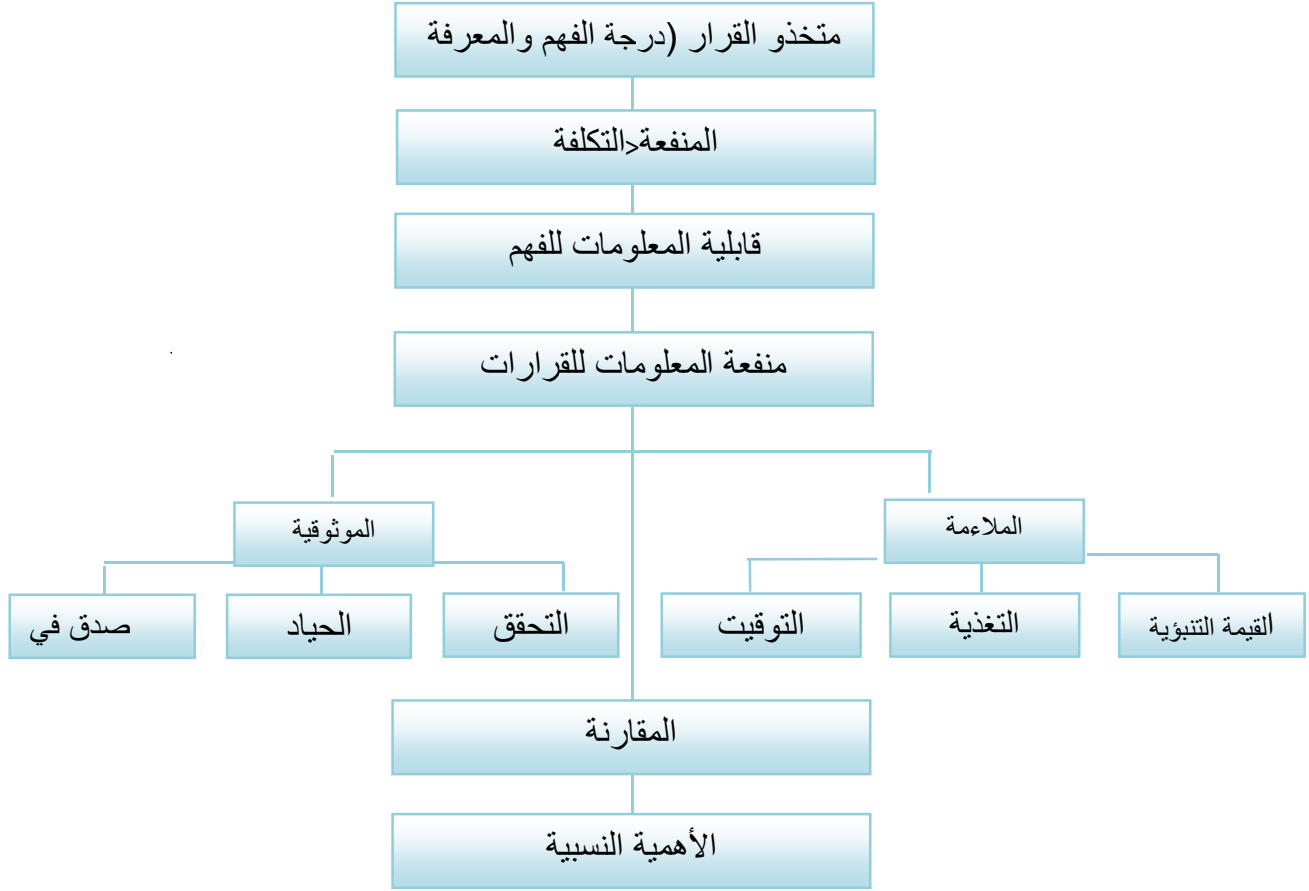 متخذو القرار (درجة الفهم والمعرفة
المنفعة<التكلفة
قابلية المعلومات للفهم
منفعة المعلومات للقرارات
الملاءمة
الموثوقية
القيمة التنبؤية
التغذية
التوقيت
التحقق
الحياد
صدق في
المقارنة
الأهمية النسبية